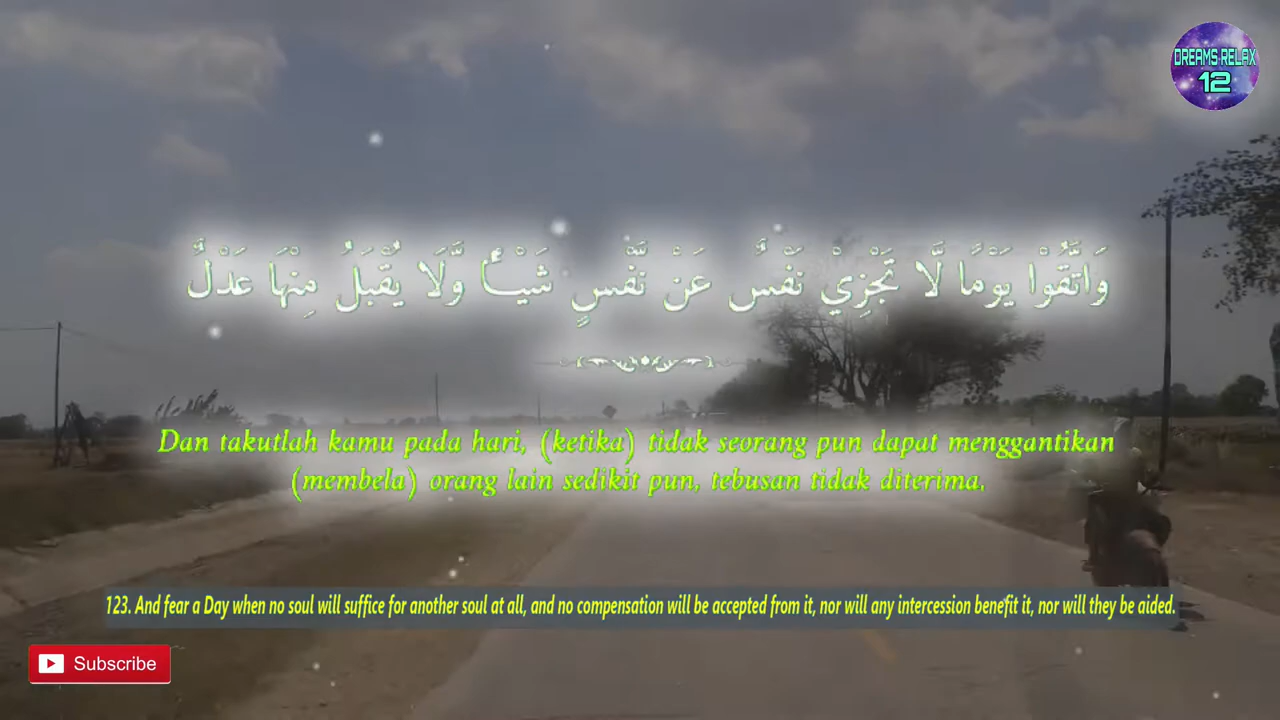 DREAMS RELAX
12
وَاتَّقُوْا يَوْمًا لَّا تَجْزِيْ نَفْسٌ عَنْ نَّفْسٍ شَيْـًٔا وَّلَا يُقْبَلُ مِنْهَا عَدْلٌ
Dan takutlah kamu pada hari, (ketika) tidak seorang pun dapat menggantikan
(membela) orang lain sedikit pun, tebusan tidak diterima,
123. And fear a Day when no soul will suffice for another soul at all, and no compensation will be accepted from it, nor will any intercession benefit it, nor will they be aided.
Subscribe